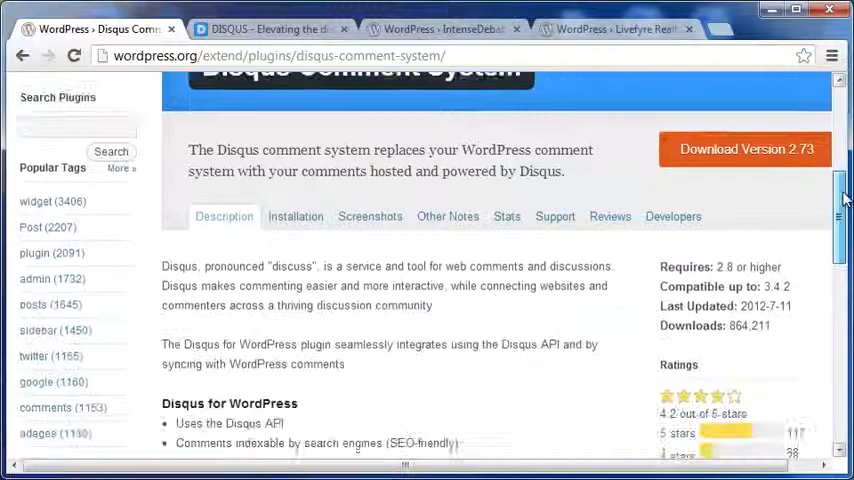 WordPress › Disqus Comm
DISQUS - Elevating the dis
WordPress › IntenseDebat
WordPress › Livefyre Realt
wordpress.org/extend/plugins/disqus-comment-system/
Disqus Comment System
Search Plugins
Search
Popular Tags
More »
widget (3406)
Post (2207)
plugin (2091)
admin (1732)
posts (1645)
sidebar (1450)
twitter (1165)
google (1160)
comments (1153)
The Disqus comment system replaces your WordPress comment
system with your comments hosted and powered by Disqus.
Download Version 2.73
Description Installation Screenshots Other Notes Stats Support Reviews Developers
Disqus, pronounced "discuss", is a service and tool for web comments and discussions.
Disqus makes commenting easier and more interactive, while connecting websites and
commenters across a thriving discussion community
The Disqus for WordPress plugin seamlessly integrates using the Disqus API and by
syncing with WordPress comments
Disqus for WordPress
• Uses the Disqus API
• Comments indexable by search engines (SEO-friendly)
Requires: 2.8 or higher
Compatible up to: 3.4.2
Last Updated: 2012-7-11
Downloads: 864,211
Ratings
4.2 out of 5 stars
5 stars